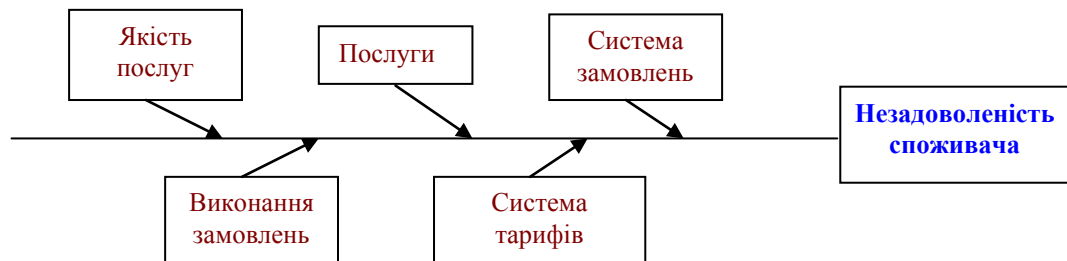 Якість
послуг
Послуги
Система
замовлень
Незадоволеність
споживача
Виконання
замовлень
Система
тарифів